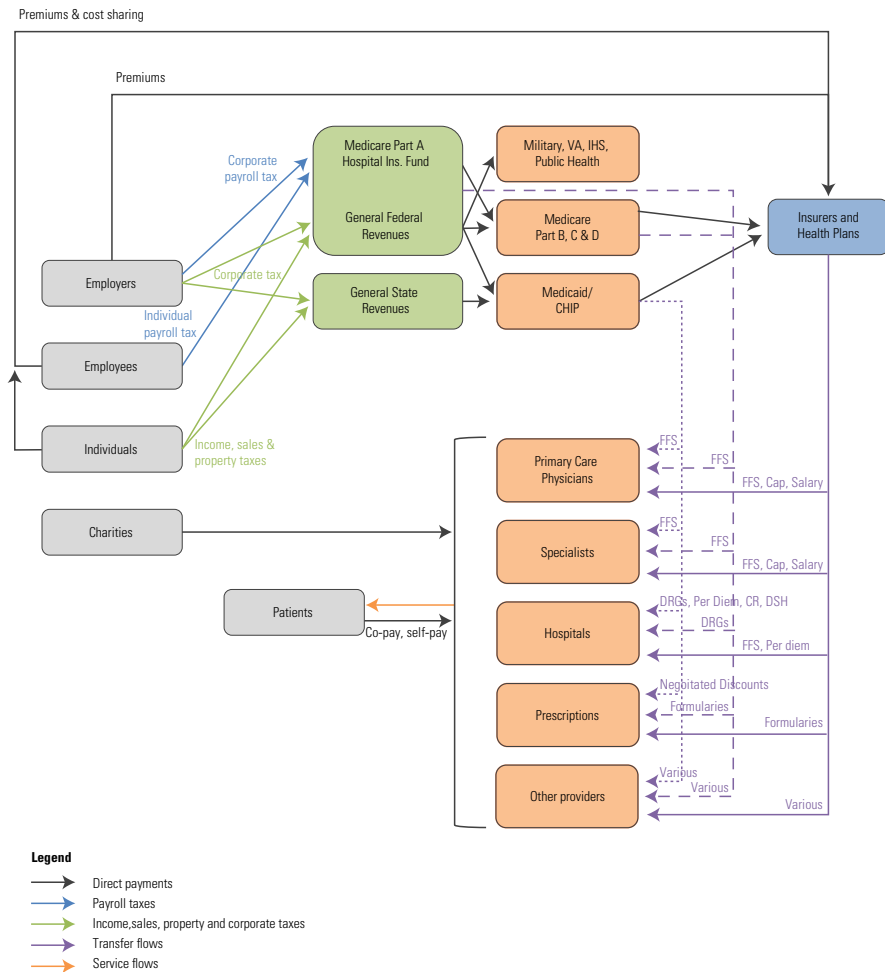 Premiums & cost sharing
Premiums
Corporate
payroll tax
Medicare Part A
Hospital Ins. Fund
General Federal
Revenues
Military, VA, IHS,
Public Health
Medicare
Part B, C & D
Insurers and
Health Plans
Employers
Corporate tax
General State
Revenues
Medicaid/
CHIP
Individual
payroll tax
Employees
Individuals
Income, sales &
property taxes
Primary Care
Physicians
FFS
FFS
FFS, Cap, Salary
Charities
Specialists
FFS
FFS
FFS, Cap, Salary
Patients
Co-pay, self-pay
Hospitals
DRGs, Per Diem, CR, DSH
DRGs
FFS, Per diem
Prescriptions
Negoitated Discounts
Formularies
Formularies
Other providers
Various
Various
Various
Legend
Direct payments
Payroll taxes
Income,sales, property and corporate taxes
Transfer flows
Service flows